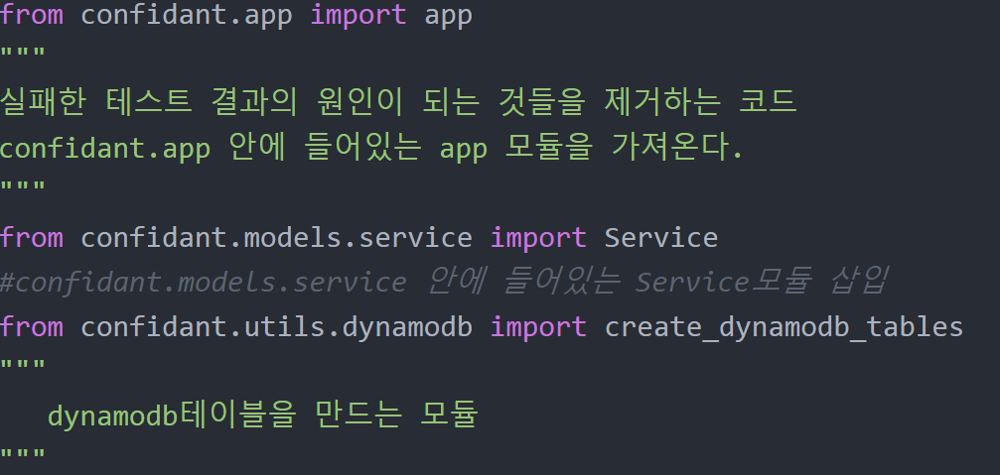 from confidant.app import app
"""
실패한 테스트 결과의 원인이 되는 것들을 제거하는 코드
confidant.app 안에 들어있는 app 모듈을 가져온다.
"""
from confidant.models.service import Service
#confidant.models.service 안에 들어있는 Service모듈 삽입
from confidant.utils.dynamodb import create_dynamodb_tables
"""
dynamodb테이블을 만드는 모듈
"""